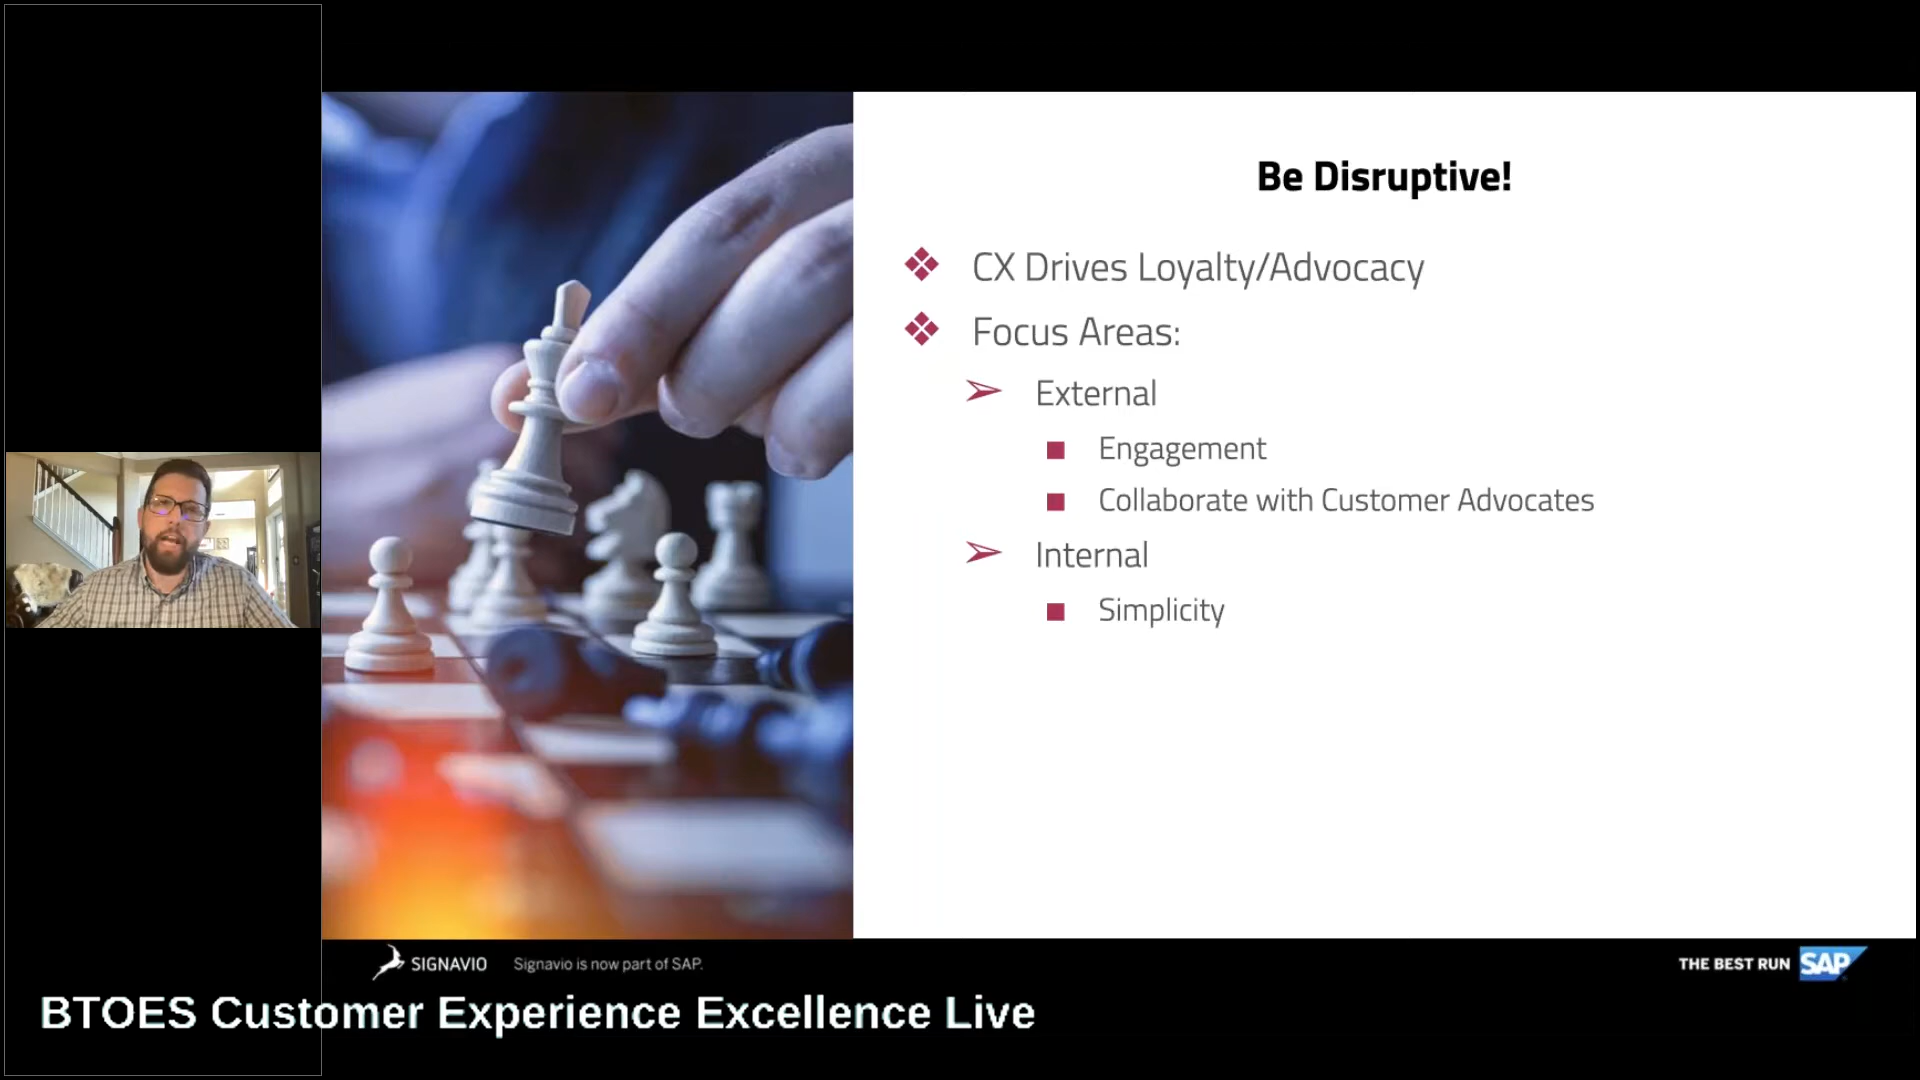 Be Disruptive!
CX Drives Loyalty/Advocacy
Focus Areas:
External
Engagement
Collaborate with Customer Advocates
Internal
Simplicity
SIGNAVIO
Signavio is now part of SAP.
THE BEST RUN SAP
BTOES Customer Experience Excellence Live